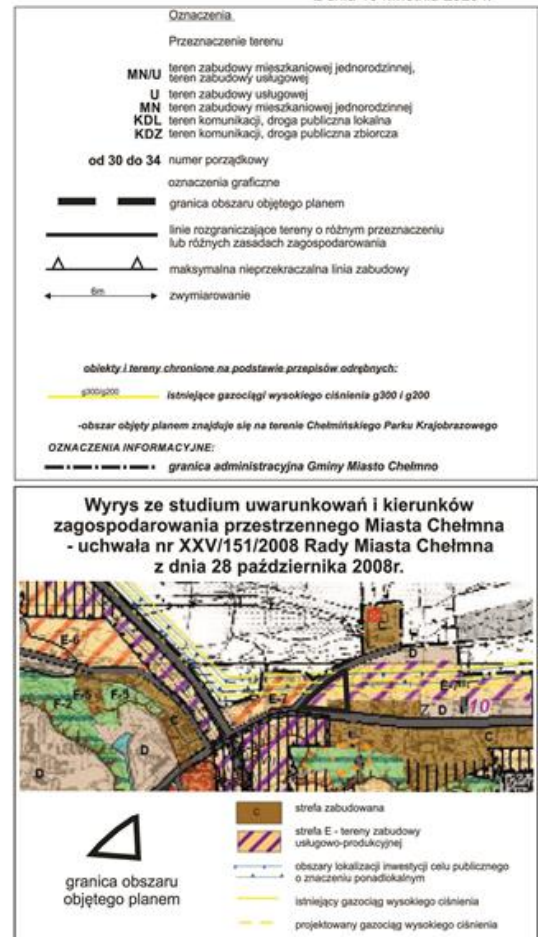 Oznaczenia
Przeznaczenie terenu
MN/U teren zabudowy mieszkaniowej jednorodzinnej,
teren zabudowy usługowej
U teren zabudowy usługowej
MN teren zabudowy mieszkaniowej jednorodzinnej
KDL teren komunikacji, droga publiczna lokalna
KDZ teren komunikacji, droga publiczna zbiorcza
od 30 do 34 numer porządkowy
oznaczenia graficzne
granica obszaru objętego planem
linie rozgraniczające tereny o różnym przeznaczeniu
lub różnych zasadach zagospodarowania
maksymalna nieprzekraczalna linia zabudowy
6m zwymiarowanie
obiekty i tereny chronione na podstawie przepisów odrębnych:
g300/g200 istniejące gazociągi wysokiego ciśnienia g300 i g200
-obszar objęty planem znajduje się na terenie Chełmińskiego Parku Krajobrazowego
OZNACZENIA INFORMACYJNE:
granica administracyjna Gminy Miasto Chełmno
Wyrys ze studium uwarunkowań i kierunków
zagospodarowania przestrzennego Miasta Chełmna
- uchwała nr XXV/151/2008 Rady Miasta Chełmna
z dnia 28 października 2008r.
E-6
C
D
F-5 F-5
F-2
E-7
C
D
D
Z D 10
C
C strefa zabudowana
strefa E - tereny zabudowy
usługowo-produkcyjnej
obszary lokalizacji inwestycji celu publicznego
o znaczeniu ponadlokalnym
istniejący gazociąg wysokiego ciśnienia
projektowany gazociąg wysokiego ciśnienia
granica obszaru
objętego planem